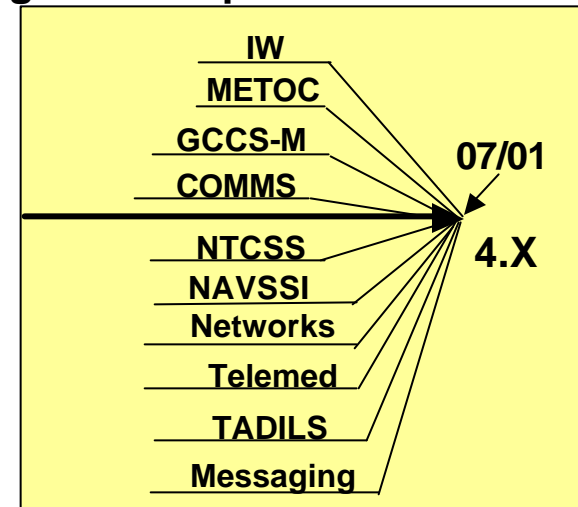 IW
METOC
GCCS-M
07/01
COMMS
NTCSS
4.X
NAVSSI
Networks
Telemed
TADILS
Messaging